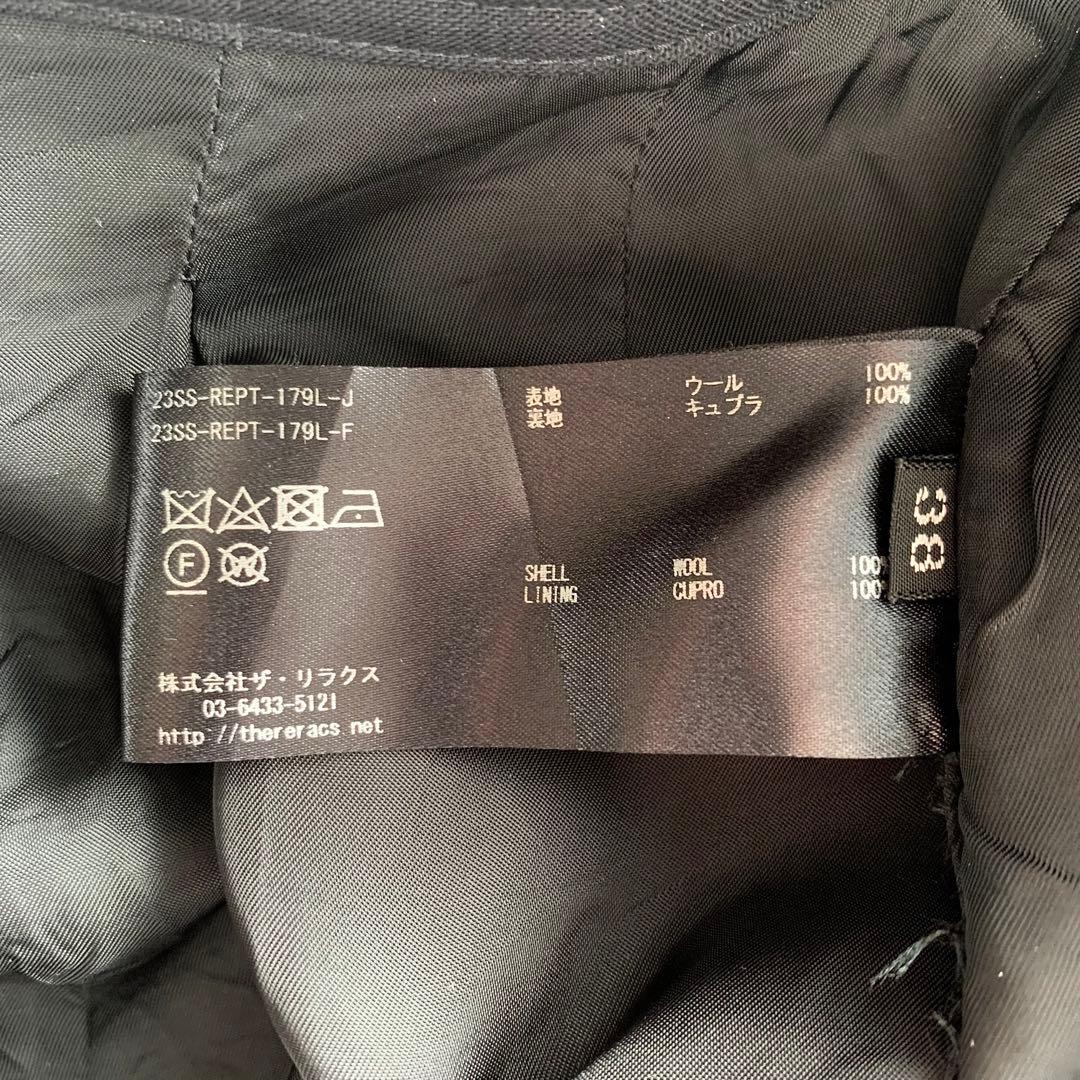 23SS-REPT-179L-J
23SS-REPT-179L-F
表地 ウール 100%
裏地 キュプラ 100%
F
W
SHELL WOOL 100
LINING CUPRO 100
38
株式会社ザ・リラクス
03-6433-5121
http://thereracs.net